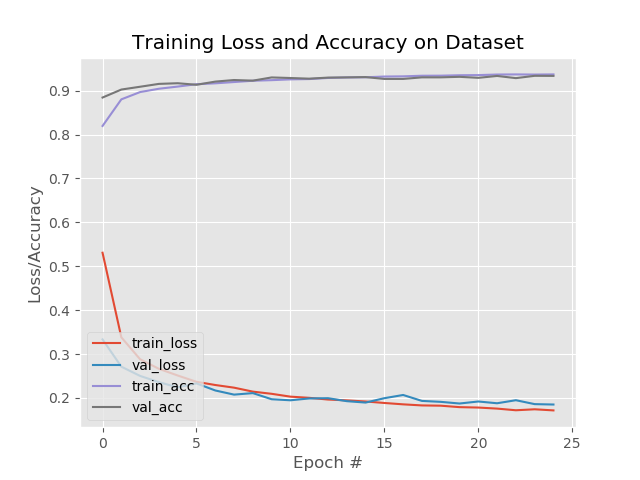 Training Loss and Accuracy on Dataset
Loss/Accuracy
0.9
0.8
0.7
0.6
0.5
0.4
0.3
0.2
train_loss
val_loss
train_acc
val_acc
0 5 10 15 20 25
Epoch #